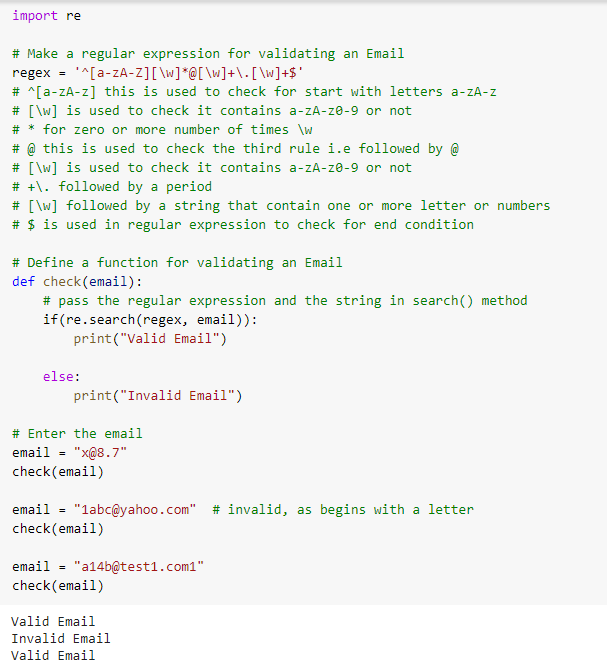 import re
# Make a regular expression for validating an Email
regex = '^[a-zA-Z][\w]*@[\w]+\.[\w]+$'
# ^[a-zA-z] this is used to check for start with letters a-zA-z
# [\w] is used to check it contains a-zA-z0-9 or not
# * for zero or more number of times \w
# @ this is used to check the third rule i.e followed by @
# [\w] is used to check it contains a-zA-z0-9 or not
# +\. followed by a period
# [\w] followed by a string that contain one or more letter or numbers
# $ is used in regular expression to check for end condition
# Define a function for validating an Email
def check(email):
    # pass the regular expression and the string in search() method
    if(re.search(regex, email)):
        print("Valid Email")
    else:
        print("Invalid Email")
# Enter the email
email = "x@8.7"
check(email)
email = "1abc@yahoo.com"  # invalid, as begins with a letter
check(email)
email = "a14b@test1.com1"
check(email)
Valid Email
Invalid Email
Valid Email